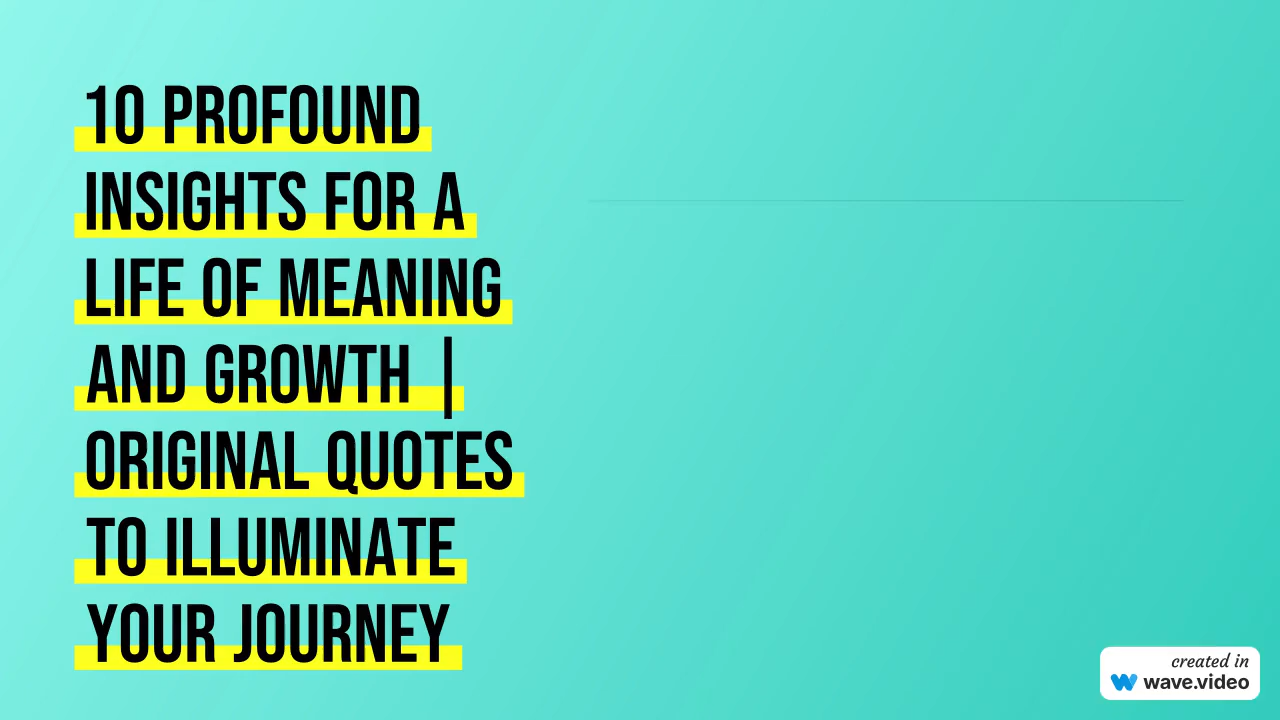 10 PROFOUND
INSIGHTS FOR A
LIFE OF MEANING
AND GROWTH |
ORIGINAL QUOTES
TO ILLUMINATE
YOUR JOURNEY
created in
wave.video